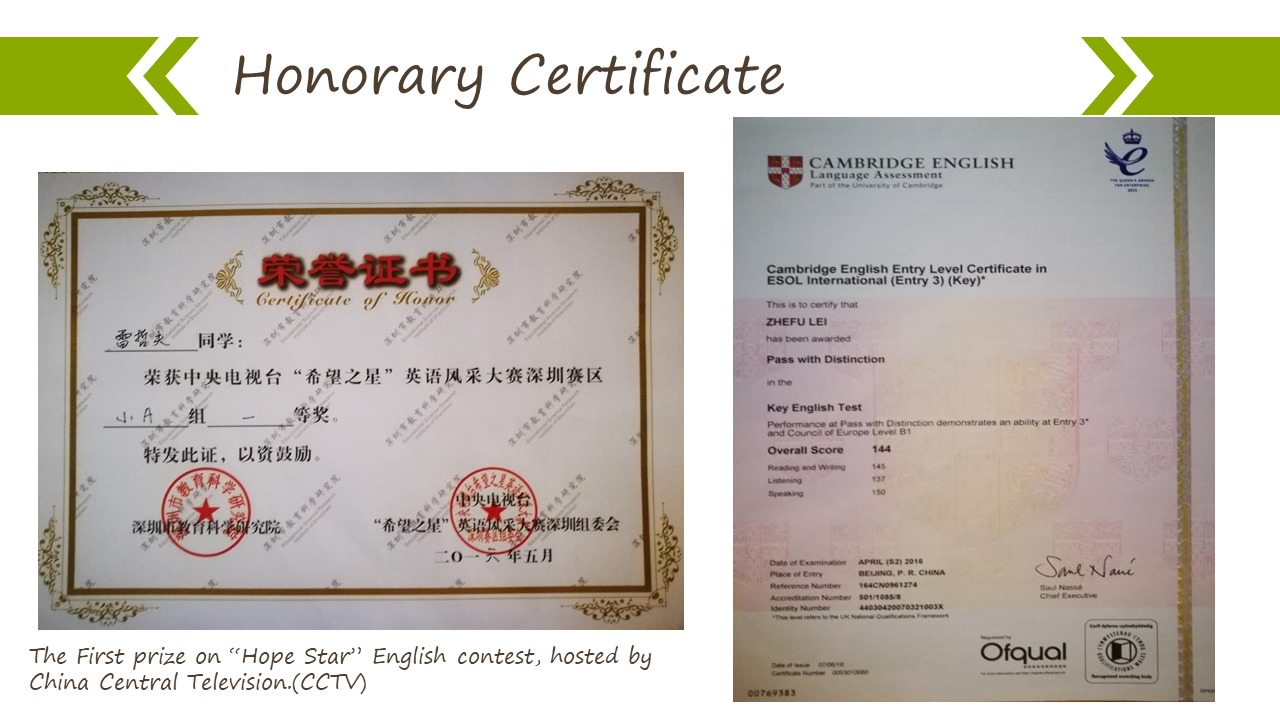 Honorary Certificate
荣誉证书
Certificate of Honor
雷哲夫 同学：
荣获中央电视台“希望之星”英语风采大赛深圳赛区
小A 组 一 等奖。
特发此证，以资鼓励。
深圳市教育科学研究院
中央电视台
“希望之星”英语风采大赛深圳组委会
二〇一六年五月
The First prize on “Hope Star” English contest, hosted by
China Central Television.(CCTV)
CAMBRIDGE ENGLISH
Language Assessment
Part of the University of Cambridge
THE QUEEN'S AWARDS
FOR ENTERPRISE
Cambridge English Entry Level Certificate in
ESOL International (Entry 3) (Key)*
This is to certify that
ZHEFU LEI
has been awarded
Pass with Distinction
in the
Key English Test
Performance at Pass with Distinction demonstrates an ability at Entry 3*
and Council of Europe Level B1
Overall Score 144
Reading and Writing 145
Listening 137
Speaking 150
Date of Examination APRIL (S2) 2016
Place of Entry BEIJING, P. R. CHINA
Reference Number 164CN0961274
Accreditation Number 501/1085/8
Identity Number 44030420070321003X
*This level refers to the UK National Qualifications Framework
Saul Nassé
Chief Executive
Regulated by
Ofqual
Date of Issue 07/06/16
Certificate Number 0053010060
00769383